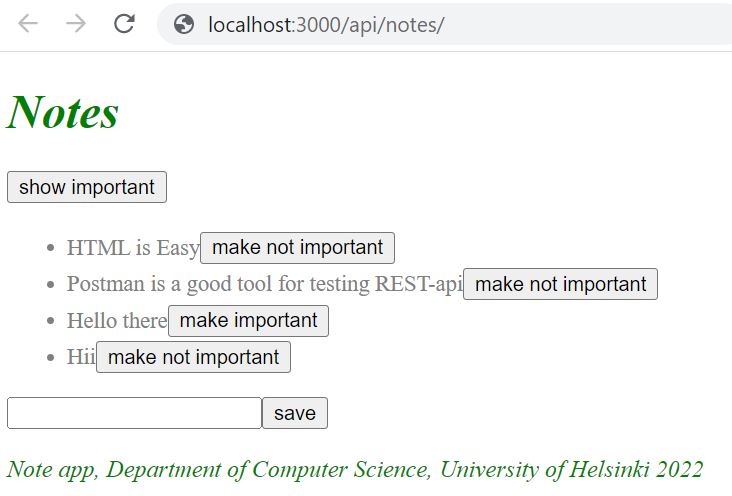 localhost:3000/api/notes/
Notes
show important
HTML is Easy make not important
Postman is a good tool for testing REST-api make not important
Hello there make important
Hii make not important
save
Note app, Department of Computer Science, University of Helsinki 2022